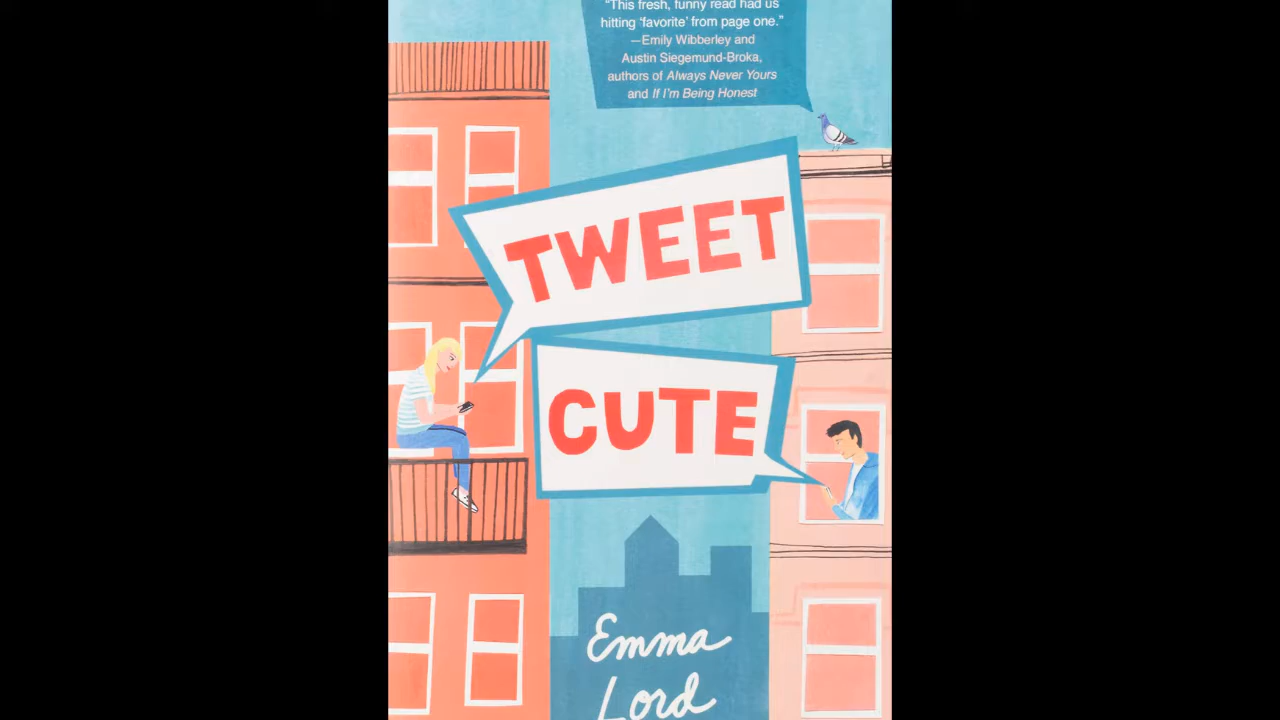 “This fresh, funny read had us
hitting ‘favorite’ from page one.”
—Emily Wibberley and
Austin Siegemund-Broka,
authors of Always Never Yours
and If I’m Being Honest
TWEET
CUTE
Emma
Lord